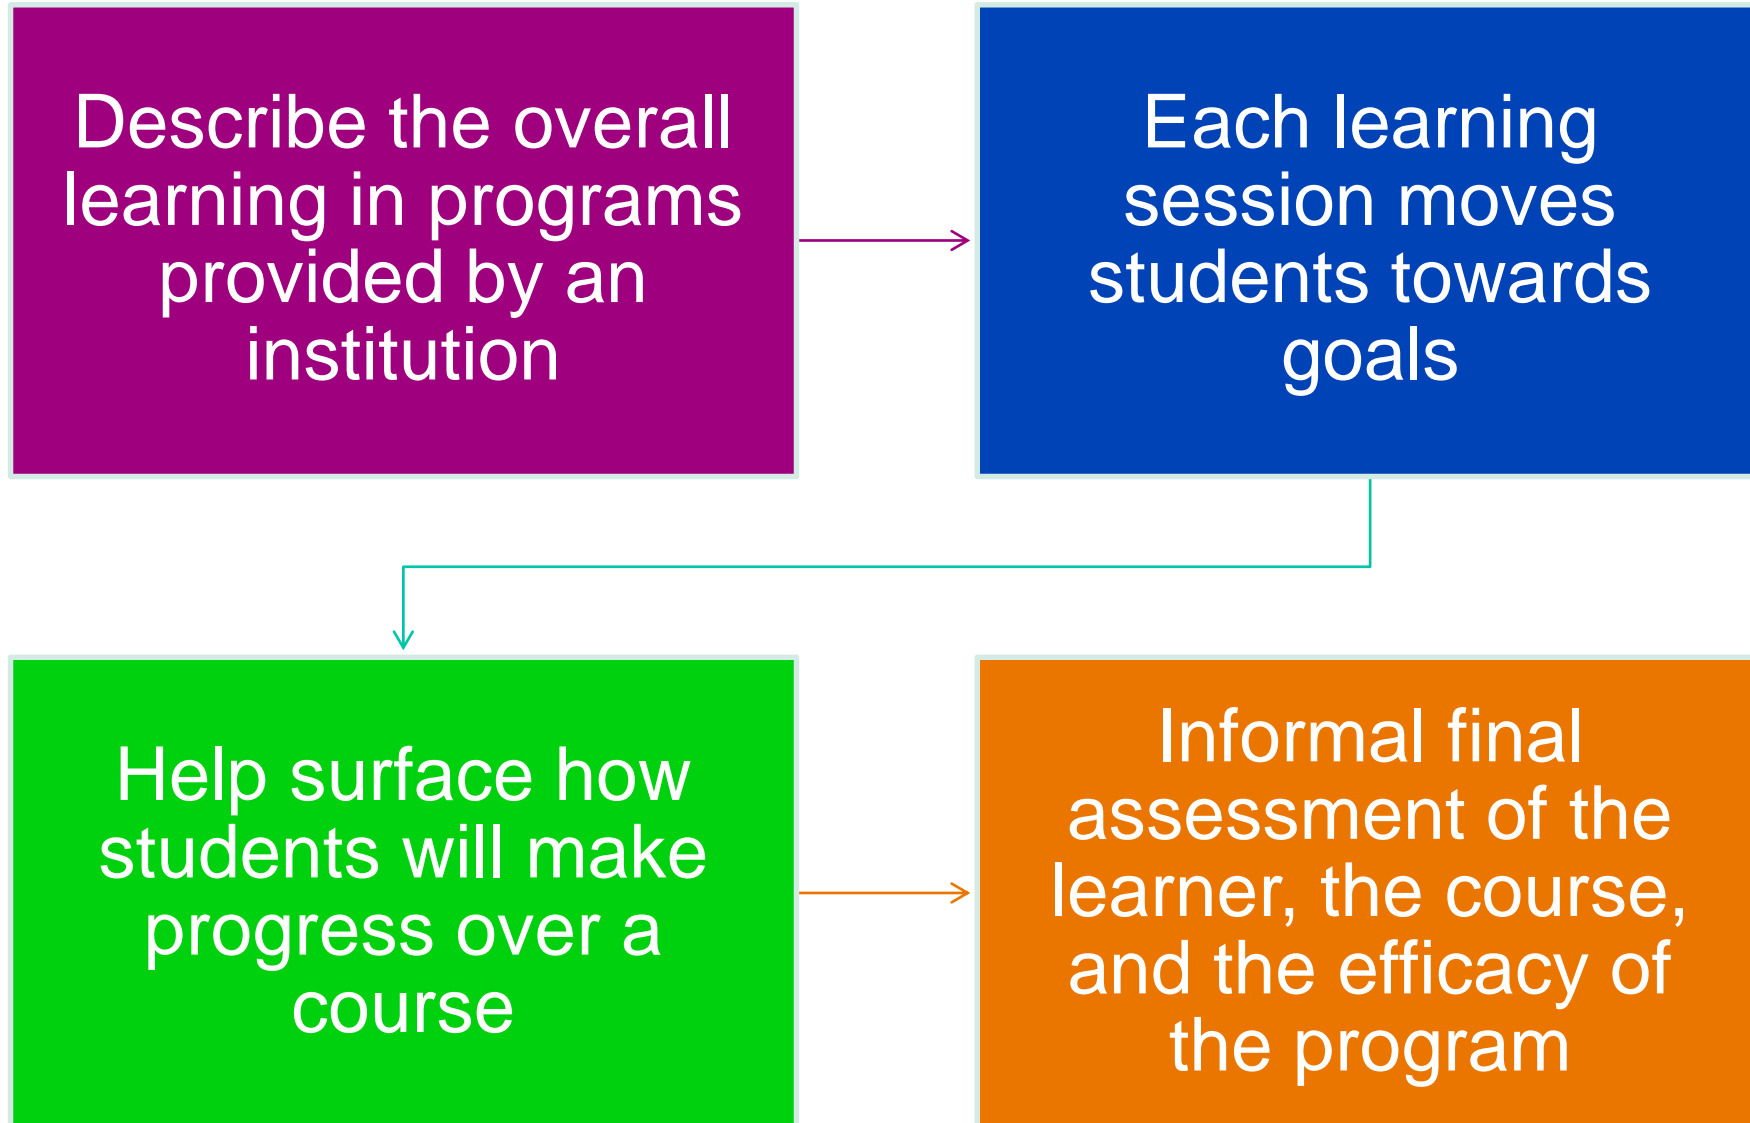 Describe the overall
learning in programs
provided by an
institution
Each learning
session moves
students towards
goals
Help surface how
students will make
progress over a
course
Informal final
assessment of the
learner, the course,
and the efficacy of
the program